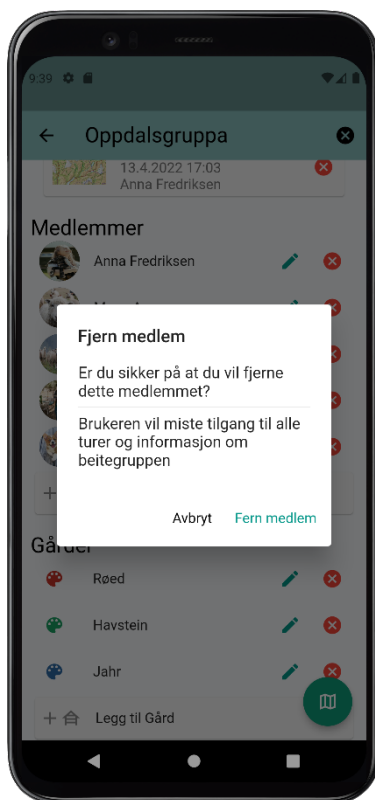 9:39
Oppdalsgruppa
13.4.2022 17:03
Anna Fredriksen
Medlemmer
Anna Fredriksen
Fjern medlem
Er du sikker på at du vil fjerne
dette medlemmet?
Brukeren vil miste tilgang til alle
turer og informasjon om
beitegruppen
Avbryt Fern medlem
Gårder
Røed
Havstein
Jahr
+ Legg til Gård